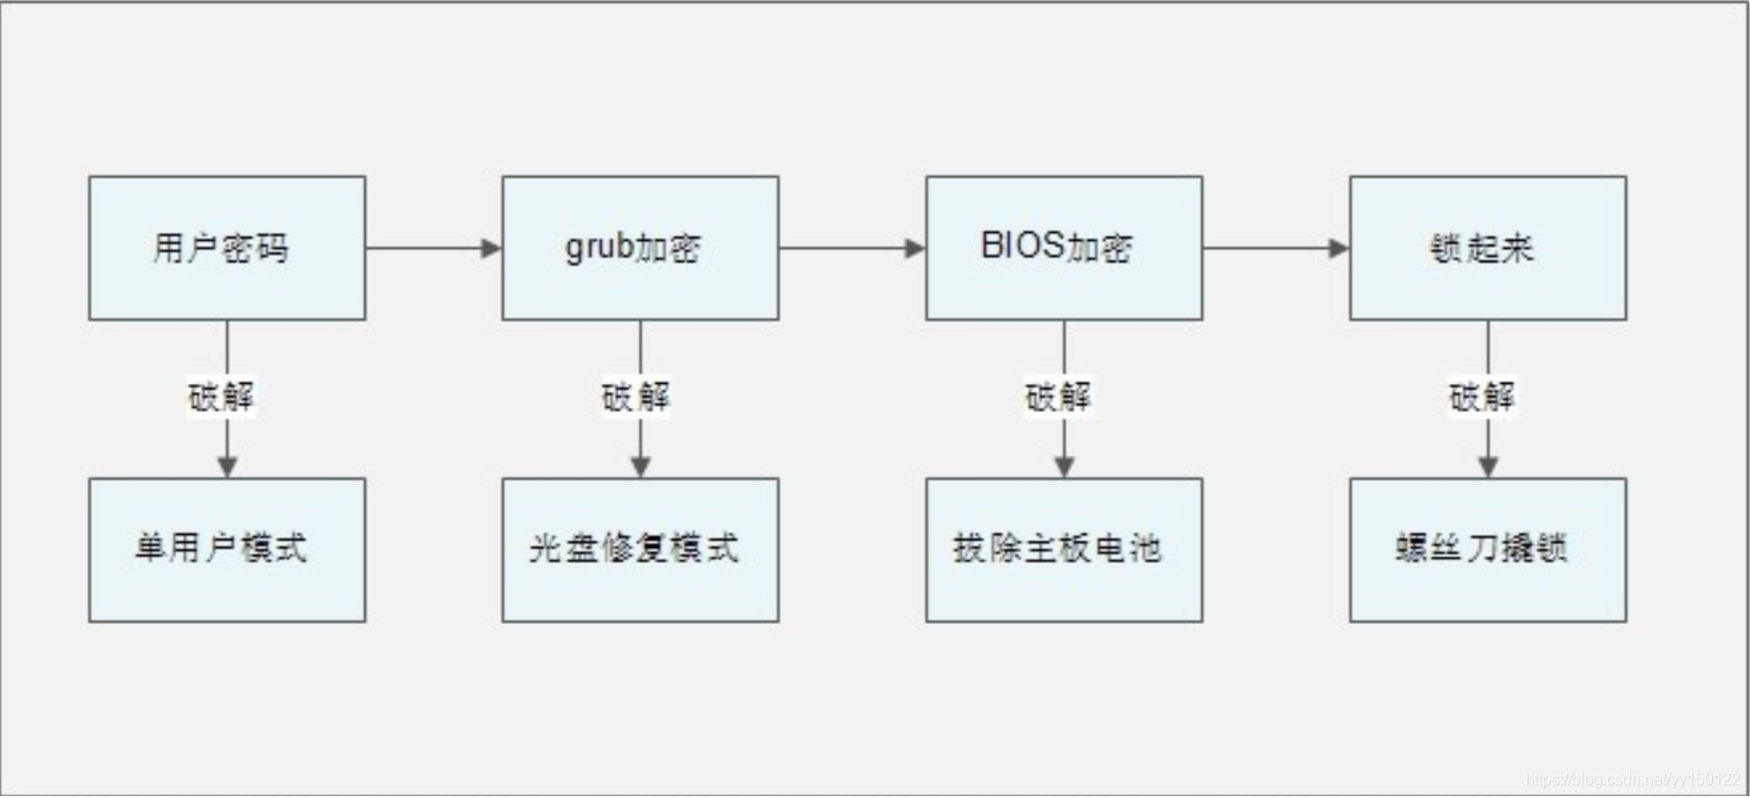 用户密码
grub加密
BIOS加密
锁起来
破解
破解
破解
破解
单用户模式
光盘修复模式
拔除主板电池
螺丝刀撬锁
https://blog.csdn.net/yy150122